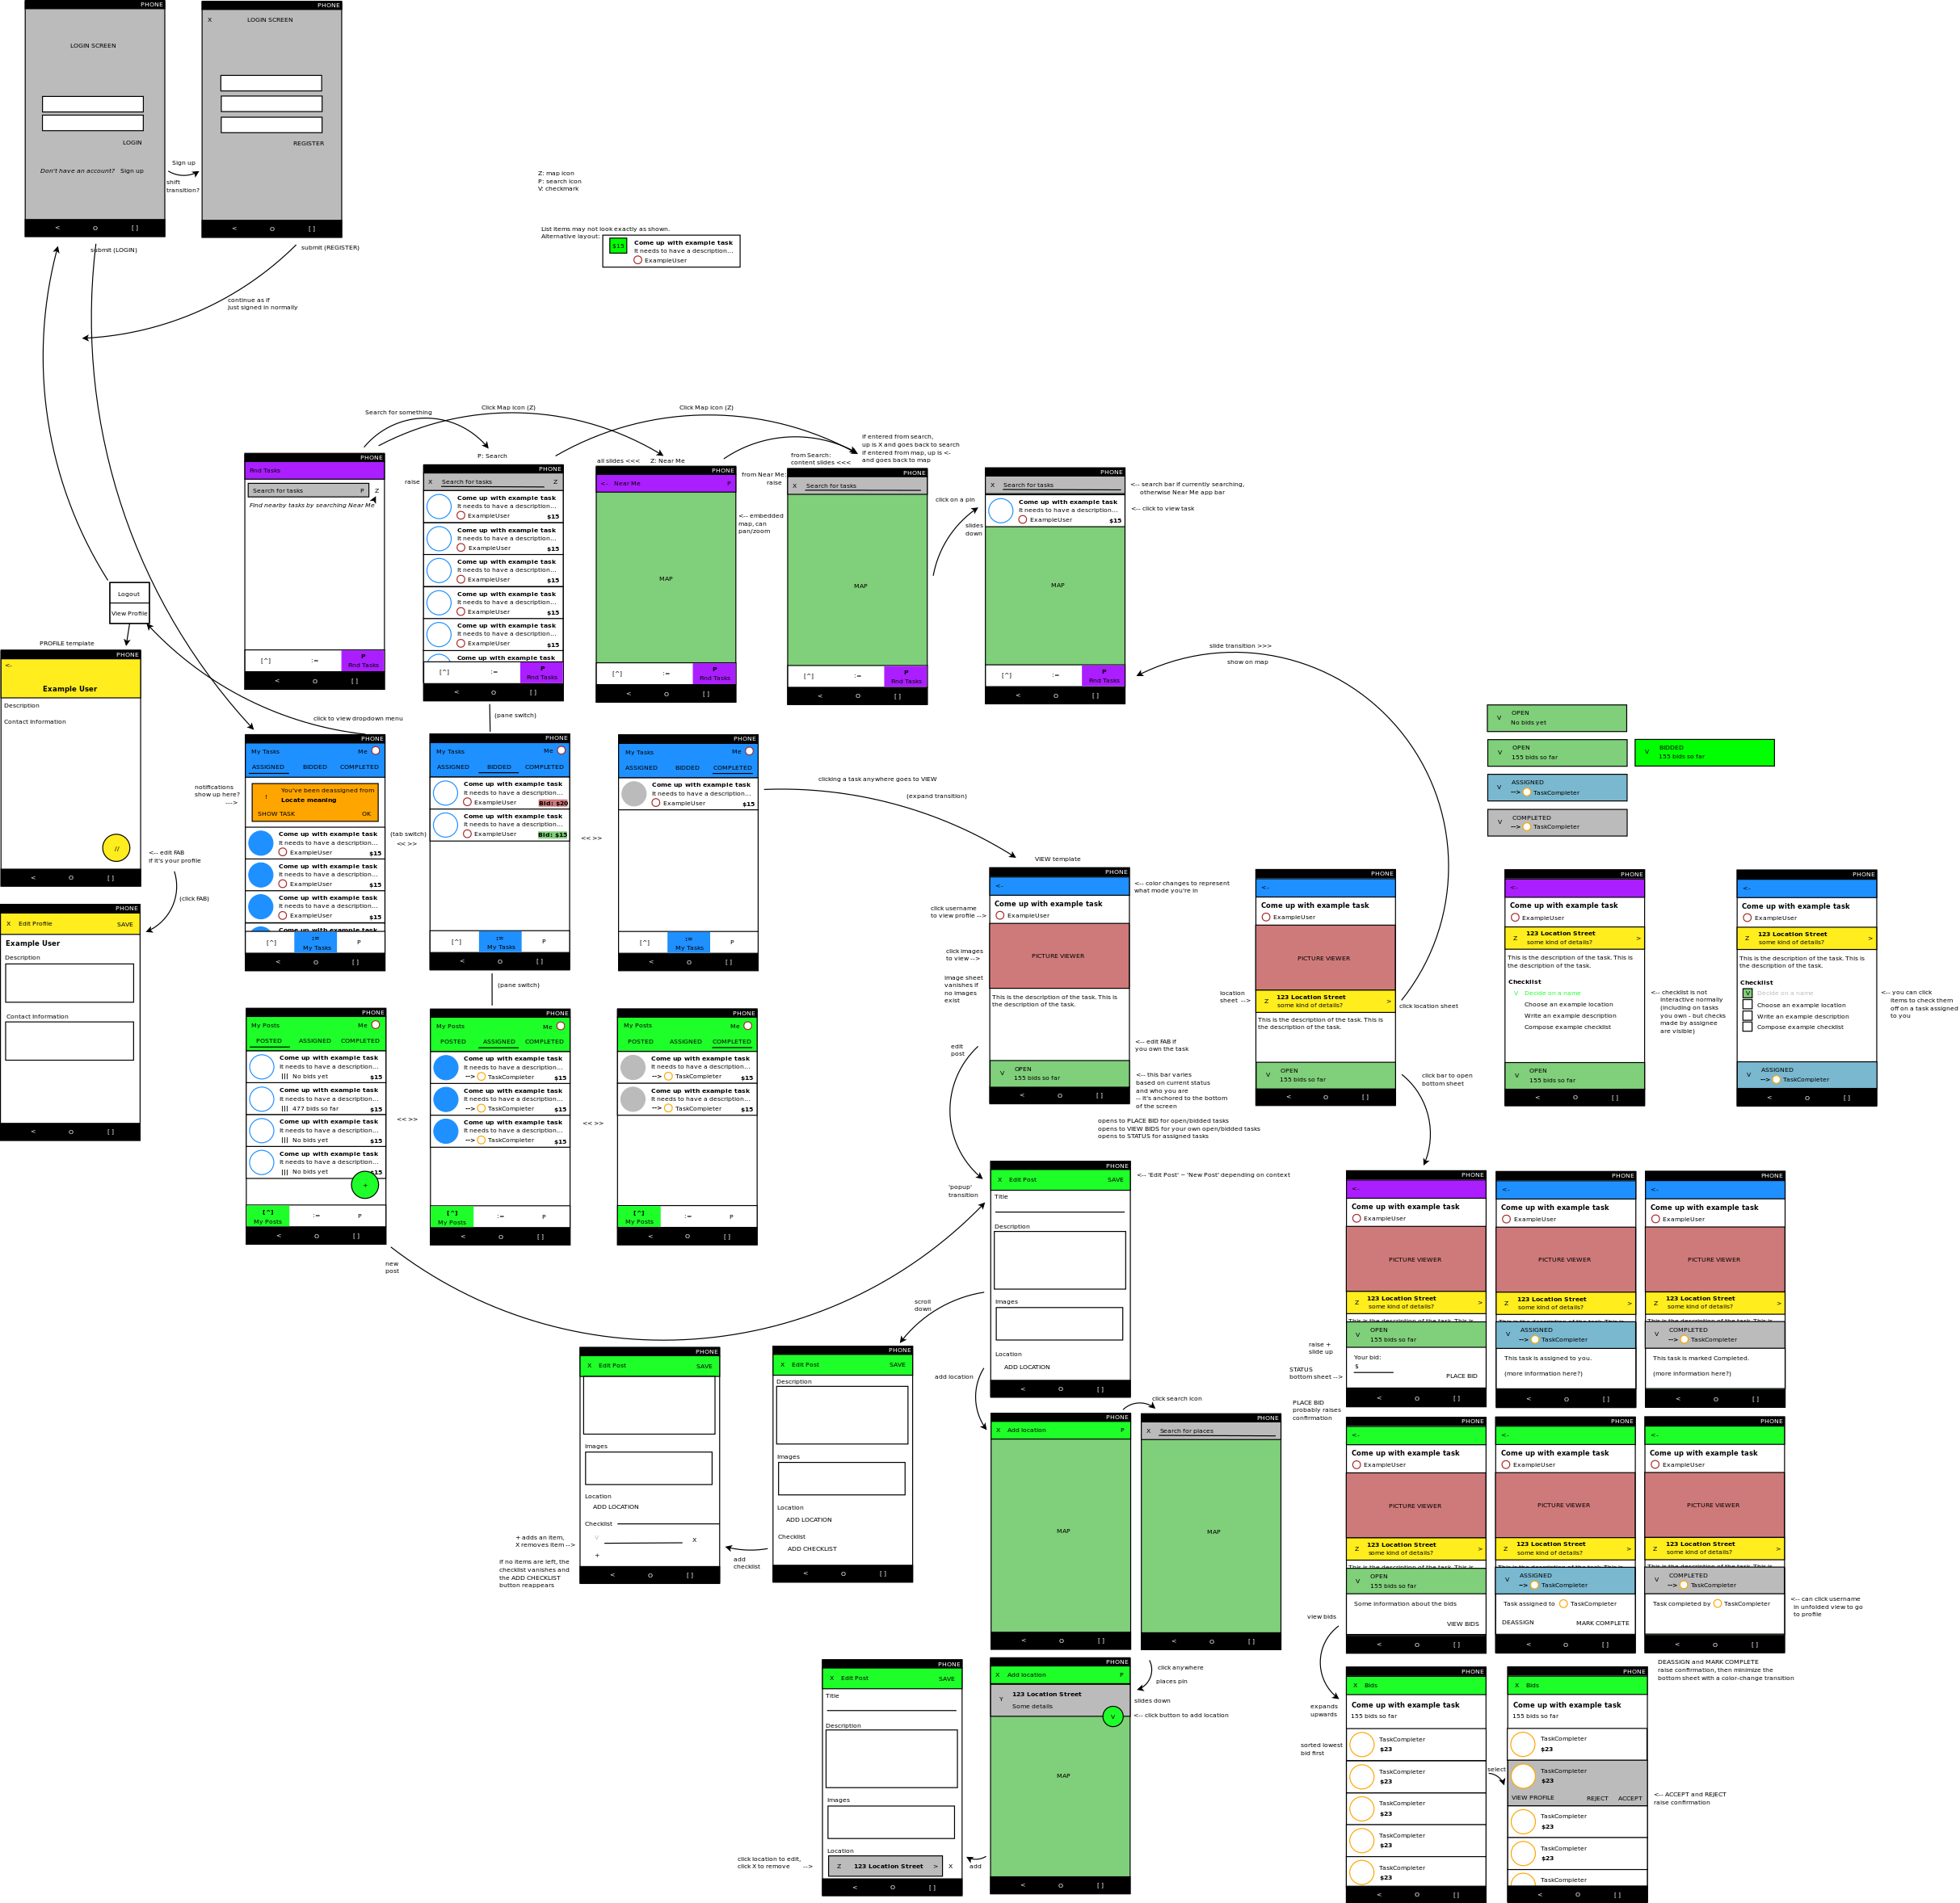 PHONE
LOGIN SCREEN
LOGIN
Don't have an account? Sign up
< O [ ]
PHONE
X LOGIN SCREEN
REGISTER
< O [ ]
Sign up
shift
transition?
submit (LOGIN)
submit (REGISTER)
continue as if
just signed in normally
Z: map icon
P: search icon
V: checkmark
List items may not look exactly as shown.
Alternative layout:
$15
Come up with example task
It needs to have a description...
ExampleUser
Search for something
Click Map icon (Z)
Click Map icon (Z)
PHONE
Find Tasks
Search for tasks P Z
Find nearby tasks by searching Near Me
[^] :=
P
Find Tasks
< O [ ]
P: Search
raise
PHONE
X Search for tasks Z
Come up with example task
It needs to have a description...
ExampleUser $15
Come up with example task
It needs to have a description...
ExampleUser $15
Come up with example task
It needs to have a description...
ExampleUser $15
Come up with example task
It needs to have a description...
ExampleUser $15
Come up with example task
It needs to have a description...
ExampleUser $15
Come up with example task
[^] :=
P
Find Tasks
< O [ ]
all slides <<< Z: Near Me
PHONE
<- Near Me P
MAP
[^] :=
P
Find Tasks
< O [ ]
from Near Me:
raise
<-- embedded
map, can
pan/zoom
from Search:
content slides <<<
if entered from search,
up is X and goes back to search
if entered from map, up is <-
and goes back to map
PHONE
X Search for tasks
MAP
[^] :=
P
Find Tasks
< O [ ]
click on a pin
slides
down
PHONE
X Search for tasks
Come up with example task
It needs to have a description...
ExampleUser $15
MAP
[^] :=
P
Find Tasks
< O [ ]
<-- search bar if currently searching,
otherwise Near Me app bar
<-- click to view task
slide transition >>>
show on map
Logout
View Profile
PROFILE template
PHONE
<-
Example User
Description
Contact Information
//
< O [ ]
<-- edit FAB
if it's your profile
(click FAB)
PHONE
X Edit Profile SAVE
Example User
Description
Contact Information
< O [ ]
click to view dropdown menu
(pane switch)
notifications
show up here?
---->
PHONE
My Tasks Me
ASSIGNED BIDDED COMPLETED
! You've been deassigned from
Locate meaning
SHOW TASK OK
Come up with example task
It needs to have a description...
ExampleUser $15
Come up with example task
It needs to have a description...
ExampleUser $15
Come up with example task
It needs to have a description...
ExampleUser $15
Come up with example task
[^]
:=
My Tasks
P
< O [ ]
(tab switch)
<< >>
PHONE
My Tasks Me
ASSIGNED BIDDED COMPLETED
Come up with example task
It needs to have a description...
ExampleUser Bid: $20
Come up with example task
It needs to have a description...
ExampleUser Bid: $15
[^]
:=
My Tasks
P
< O [ ]
<< >>
PHONE
My Tasks Me
ASSIGNED BIDDED COMPLETED
Come up with example task
It needs to have a description...
ExampleUser $15
[^]
:=
My Tasks
P
< O [ ]
clicking a task anywhere goes to VIEW
(expand transition)
(pane switch)
PHONE
My Posts Me
POSTED ASSIGNED COMPLETED
Come up with example task
It needs to have a description...
||| No bids yet $15
Come up with example task
It needs to have a description...
||| 477 bids so far $15
Come up with example task
It needs to have a description...
||| No bids yet $15
Come up with example task
It needs to have a description...
||| No bids yet $15
+
[^]
My Posts
:= P
< O [ ]
<< >>
PHONE
My Posts Me
POSTED ASSIGNED COMPLETED
Come up with example task
It needs to have a description...
--> TaskCompleter $15
Come up with example task
It needs to have a description...
--> TaskCompleter $15
Come up with example task
It needs to have a description...
--> TaskCompleter $15
[^]
My Posts
:= P
< O [ ]
<< >>
PHONE
My Posts Me
POSTED ASSIGNED COMPLETED
Come up with example task
It needs to have a description...
--> TaskCompleter $15
Come up with example task
It needs to have a description...
--> TaskCompleter $15
[^]
My Posts
:= P
< O [ ]
new
post
V OPEN
No bids yet
V OPEN
155 bids so far
V BIDDED
155 bids so far
V ASSIGNED
--> TaskCompleter
V COMPLETED
--> TaskCompleter
VIEW template
PHONE
<-
Come up with example task
ExampleUser
PICTURE VIEWER
This is the description of the task. This is
the description of the task.
V OPEN
155 bids so far
< O [ ]
<-- color changes to represent
what mode you're in
click username
to view profile -->
click images
to view -->
image sheet
vanishes if
no images
exist
edit
post
<-- edit FAB if
you own the task
<-- this bar varies
based on current status
and who you are
-- it's anchored to the bottom
of the screen
opens to PLACE BID for open/bidded tasks
opens to VIEW BIDS for your own open/bidded tasks
opens to STATUS for assigned tasks
location
sheet -->
PHONE
<-
Come up with example task
ExampleUser
PICTURE VIEWER
Z 123 Location Street
some kind of details? >
This is the description of the task. This is
the description of the task.
V OPEN
155 bids so far
< O [ ]
click location sheet
click bar to open
bottom sheet
PHONE
<-
Come up with example task
ExampleUser
Z 123 Location Street
some kind of details? >
This is the description of the task. This is
the description of the task.
Checklist
V Decide on a name
Choose an example location
Write an example description
Compose example checklist
V OPEN
155 bids so far
< O [ ]
<-- checklist is not
interactive normally
(including on tasks
you own - but checks
made by assignee
are visible)
PHONE
<-
Come up with example task
ExampleUser
Z 123 Location Street
some kind of details? >
This is the description of the task. This is
the description of the task.
Checklist
V Decide on a name
Choose an example location
Write an example description
Compose example checklist
V ASSIGNED
--> TaskCompleter
< O [ ]
<-- you can click
items to check them
off on a task assigned
to you
'popup'
transition
PHONE
X Edit Post SAVE
Title
Description
Images
Location
ADD LOCATION
< O [ ]
<-- 'Edit Post' -- 'New Post' depending on context
scroll
down
add location
PHONE
X Edit Post SAVE
Images
Location
ADD LOCATION
Checklist
V X
+
< O [ ]
+ adds an item,
X removes item -->
if no items are left, the
checklist vanishes and
the ADD CHECKLIST
button reappears
add
checklist
PHONE
X Edit Post SAVE
Description
Images
Location
ADD LOCATION
Checklist
ADD CHECKLIST
< O [ ]
PHONE
X Add location P
MAP
< O [ ]
click search icon
PHONE
X Search for places
MAP
< O [ ]
click anywhere
places pin
slides down
<-- click button to add location
PHONE
X Add location P
Y 123 Location Street
Some details
V
MAP
< O [ ]
add
PHONE
X Edit Post SAVE
Title
Description
Images
Location
Z 123 Location Street > X
< O [ ]
click location to edit,
click X to remove -->
raise +
slide up
STATUS
bottom sheet -->
PLACE BID
probably raises
confirmation
PHONE
<-
Come up with example task
ExampleUser
PICTURE VIEWER
Z 123 Location Street
some kind of details? >
This is the description of the task. This is
V OPEN
155 bids so far
Your bid:
$
PLACE BID
< O [ ]
PHONE
<-
Come up with example task
ExampleUser
PICTURE VIEWER
Z 123 Location Street
some kind of details? >
This is the description of the task. This is
V ASSIGNED
--> TaskCompleter
This task is assigned to you.
(more information here?)
< O [ ]
PHONE
<-
Come up with example task
ExampleUser
PICTURE VIEWER
Z 123 Location Street
some kind of details? >
This is the description of the task. This is
V COMPLETED
--> TaskCompleter
This task is marked Completed.
(more information here?)
< O [ ]
PHONE
<-
Come up with example task
ExampleUser
PICTURE VIEWER
Z 123 Location Street
some kind of details? >
This is the description of the task. This is
V OPEN
155 bids so far
Some information about the bids
VIEW BIDS
< O [ ]
PHONE
<-
Come up with example task
ExampleUser
PICTURE VIEWER
Z 123 Location Street
some kind of details? >
This is the description of the task. This is
V ASSIGNED
--> TaskCompleter
Task assigned to TaskCompleter
DEASSIGN MARK COMPLETE
< O [ ]
PHONE
<-
Come up with example task
ExampleUser
PICTURE VIEWER
Z 123 Location Street
some kind of details? >
This is the description of the task. This is
V COMPLETED
--> TaskCompleter
Task completed by TaskCompleter
< O [ ]
<-- can click username
in unfolded view to go
to profile
DEASSIGN and MARK COMPLETE
raise confirmation, then minimize the
bottom sheet with a color-change transition
view bids
expands
upwards
sorted lowest
bid first
PHONE
X Bids
Come up with example task
155 bids so far
TaskCompleter
$23
TaskCompleter
$23
TaskCompleter
$23
TaskCompleter
$23
TaskCompleter
$23
< O [ ]
select
PHONE
X Bids
Come up with example task
155 bids so far
TaskCompleter
$23
TaskCompleter
$23
VIEW PROFILE REJECT ACCEPT
TaskCompleter
$23
TaskCompleter
$23
TaskCompleter
< O [ ]
<-- ACCEPT and REJECT
raise confirmation